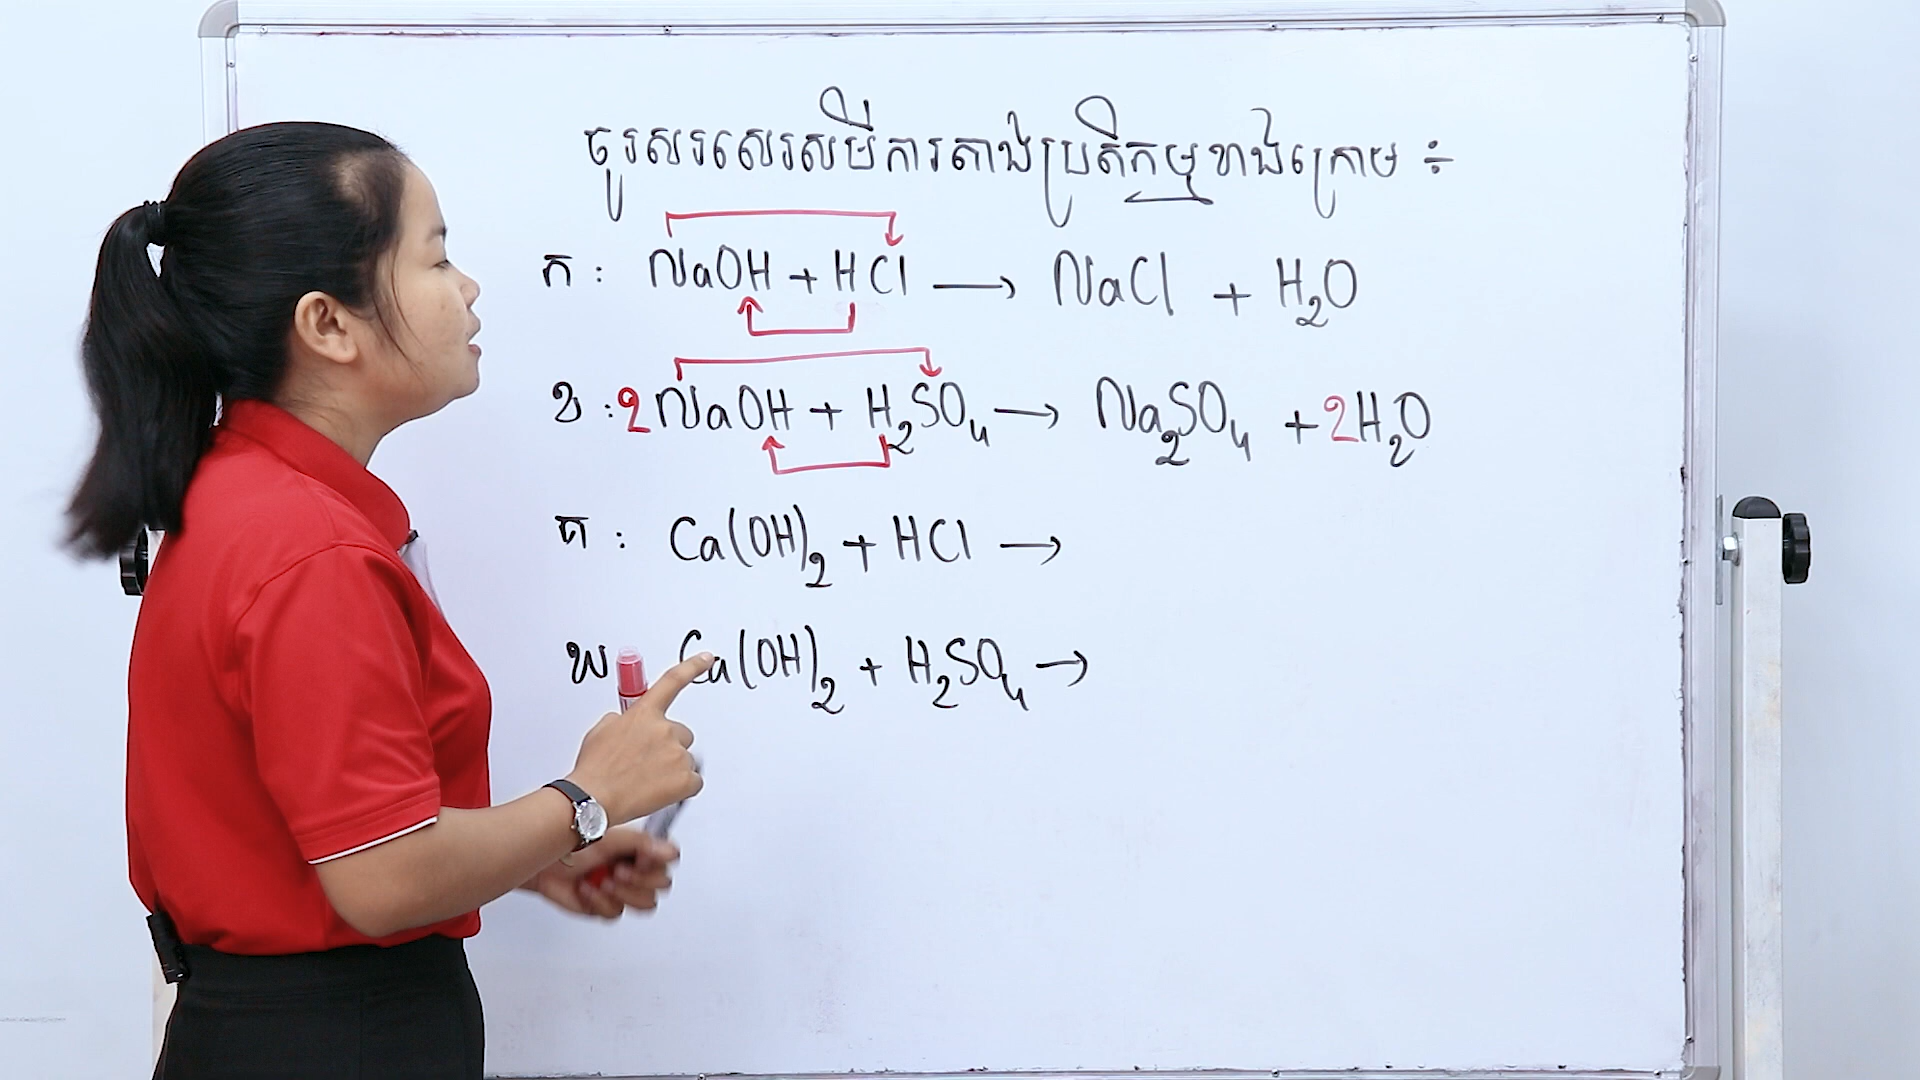 ចូរសរសេរសមីការតាងប្រតិកម្មខាងក្រោម ÷
ក : NaOH + HCl ⟶ NaCl + H₂O
ខ : 2NaOH + H₂SO₄ ⟶ Na₂SO₄ + 2H₂O
គ : Ca(OH)₂ + HCl ⟶
ឃ Ca(OH)₂ + H₂SO₄ ⟶